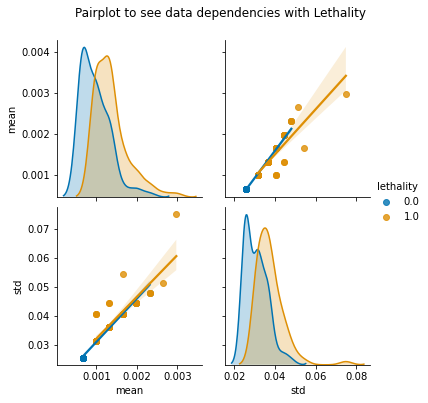 Pairplot to see data dependencies with Lethality
0.004
0.003
0.002
0.001
mean
lethality
0.0
1.0
0.07
0.06
0.05
0.04
0.03
std
0.001 0.002 0.003
mean
0.02 0.04 0.06 0.08
std